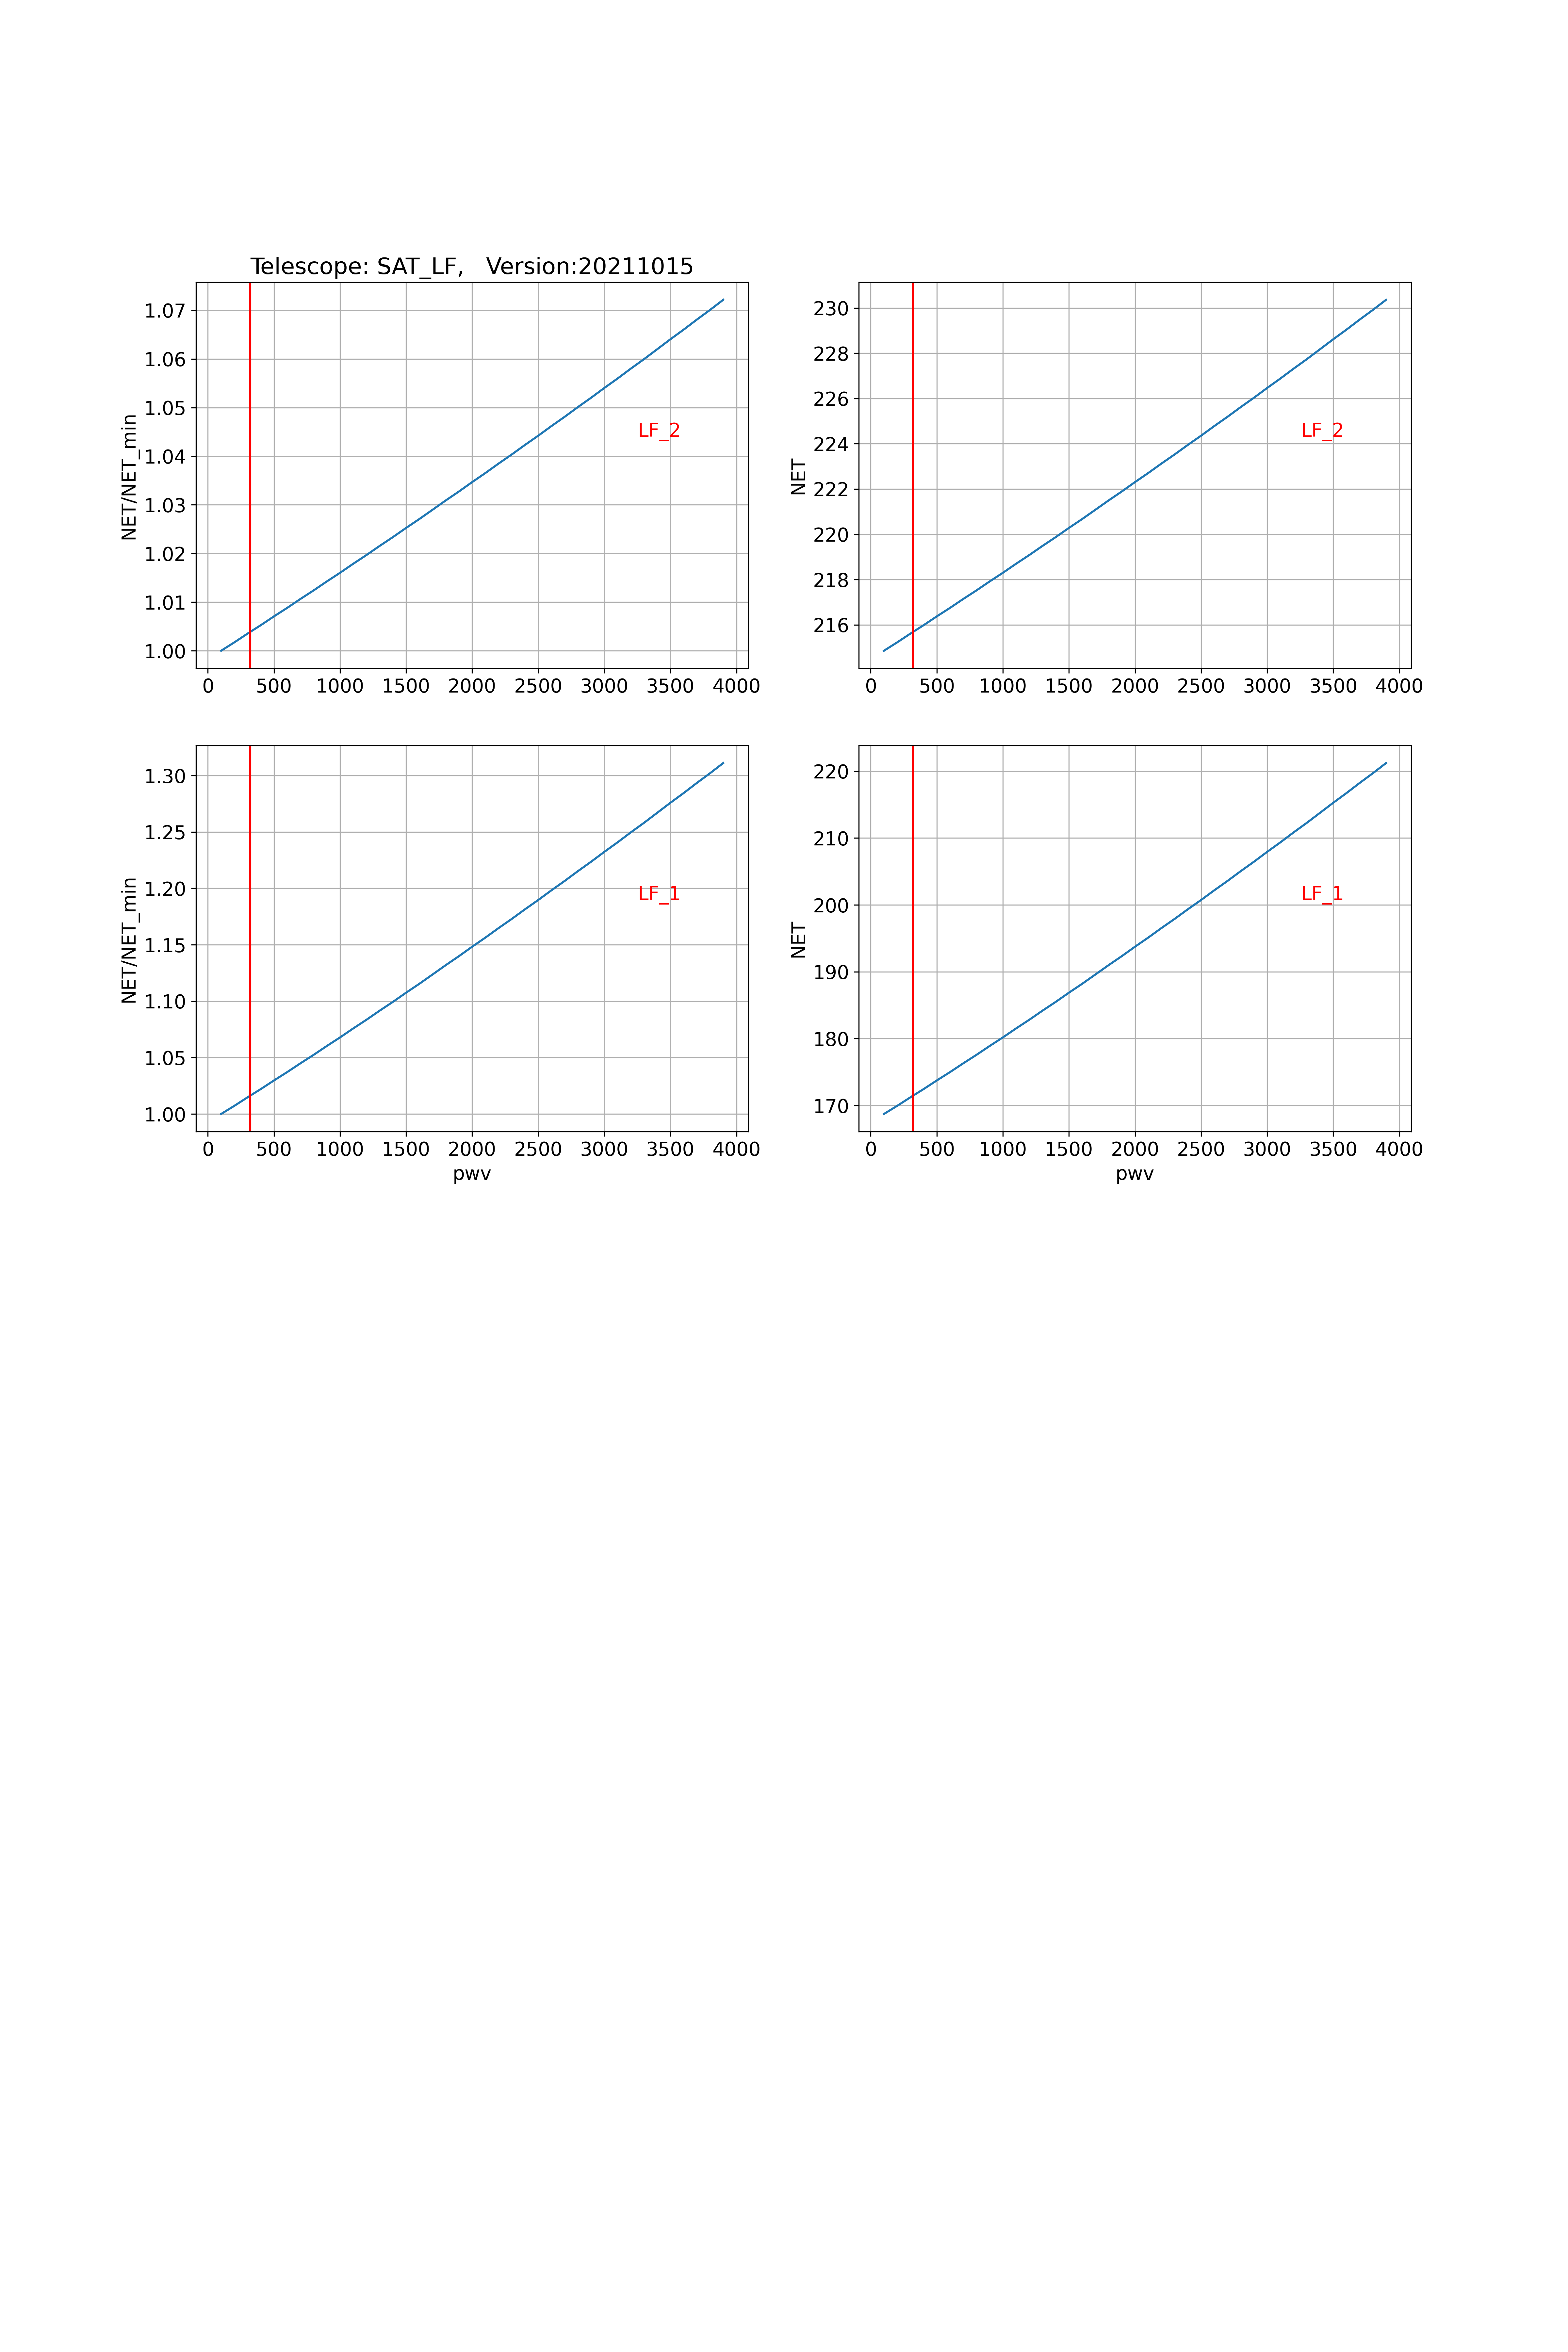 Telescope: SAT_LF,   Version:20211015
NET/NET_min
1.07
1.06
1.05
1.04
1.03
1.02
1.01
1.00
LF_2
0 500 1000 1500 2000 2500 3000 3500 4000
NET
230
228
226
224
222
220
218
216
LF_2
0 500 1000 1500 2000 2500 3000 3500 4000
NET/NET_min
1.30
1.25
1.20
1.15
1.10
1.05
1.00
LF_1
0 500 1000 1500 2000 2500 3000 3500 4000
pwv
NET
220
210
200
190
180
170
LF_1
0 500 1000 1500 2000 2500 3000 3500 4000
pwv